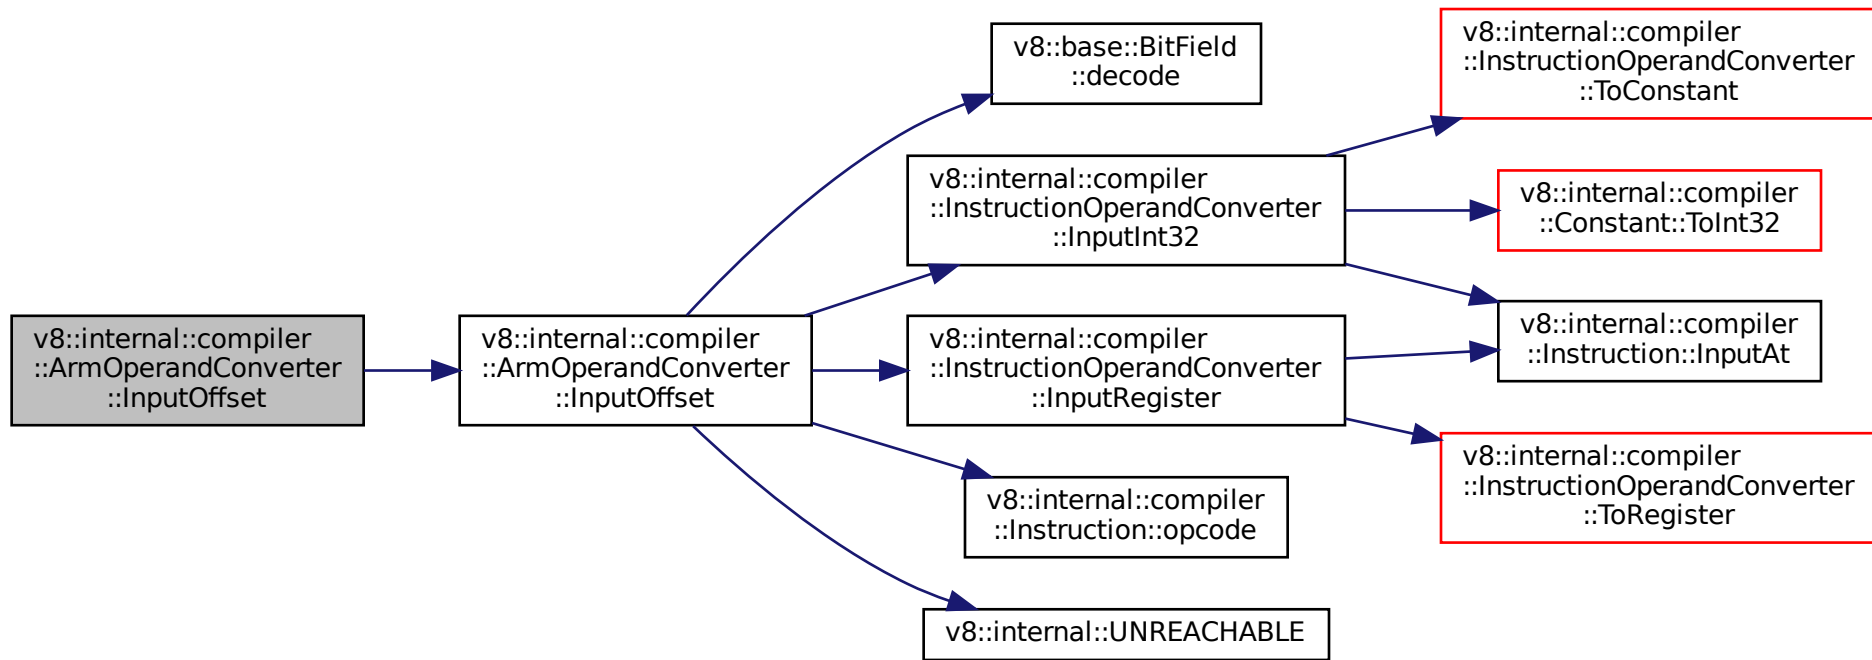 v8::internal::compiler
::ArmOperandConverter
::InputOffset
v8::internal::compiler
::ArmOperandConverter
::InputOffset
v8::base::BitField
::decode
v8::internal::compiler
::InstructionOperandConverter
::InputInt32
v8::internal::compiler
::InstructionOperandConverter
::InputRegister
v8::internal::compiler
::Instruction::opcode
v8::internal::UNREACHABLE
v8::internal::compiler
::InstructionOperandConverter
::ToConstant
v8::internal::compiler
::Constant::ToInt32
v8::internal::compiler
::Instruction::InputAt
v8::internal::compiler
::InstructionOperandConverter
::ToRegister